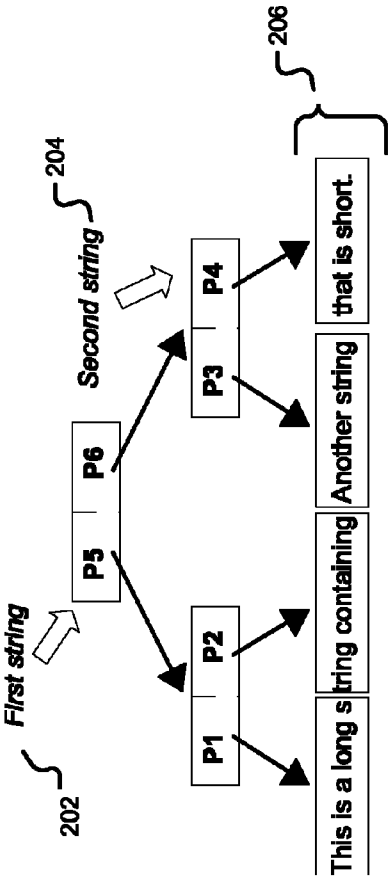 First string
202
Second string
204
P5 P6
P1 P2
P3 P4
206
This is a long s
tring containing
Another string
that is short.